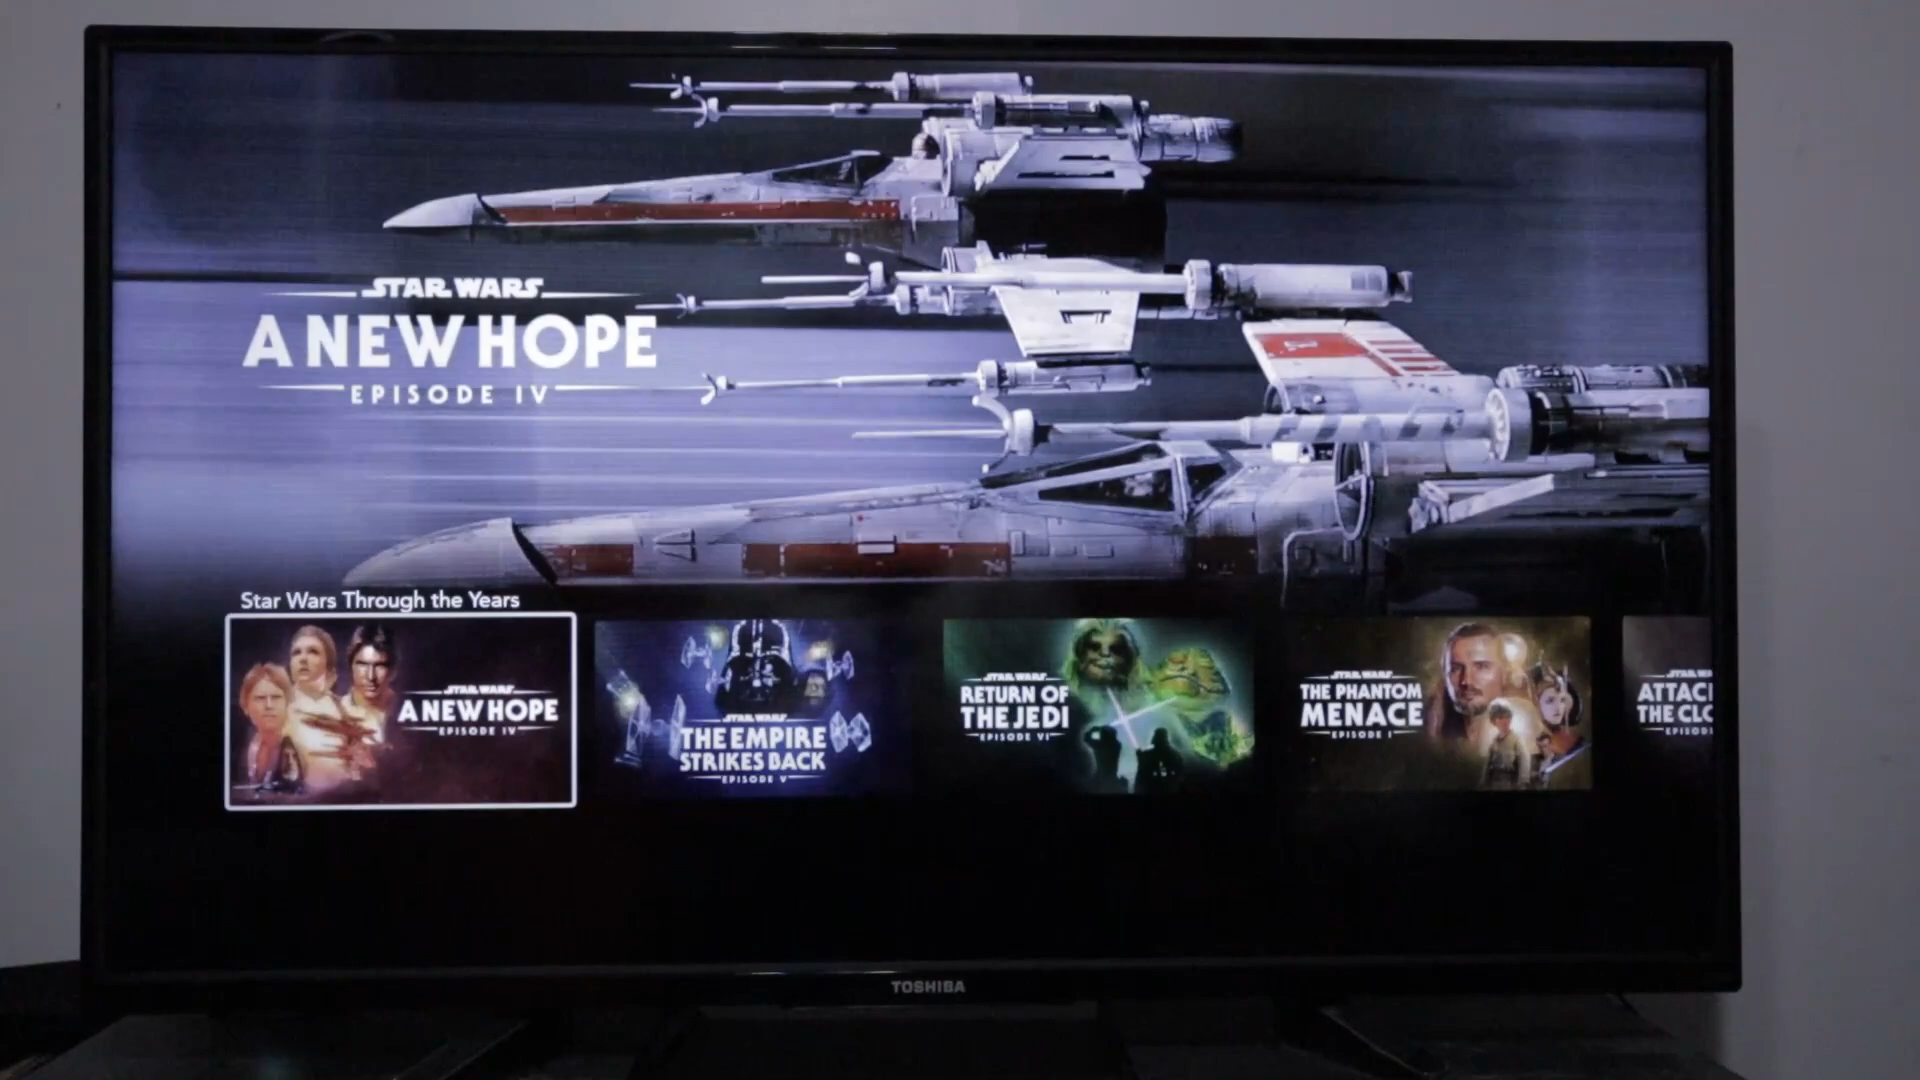 STAR WARS
A NEW HOPE
EPISODE IV
Star Wars Through the Years
STAR WARS
A NEW HOPE
EPISODE IV
STAR WARS
THE EMPIRE
STRIKES BACK
EPISODE V
STAR WARS
RETURN OF
THE JEDI
EPISODE VI
STAR WARS
THE PHANTOM
MENACE
EPISODE I
STAR
THE
TOSHIBA